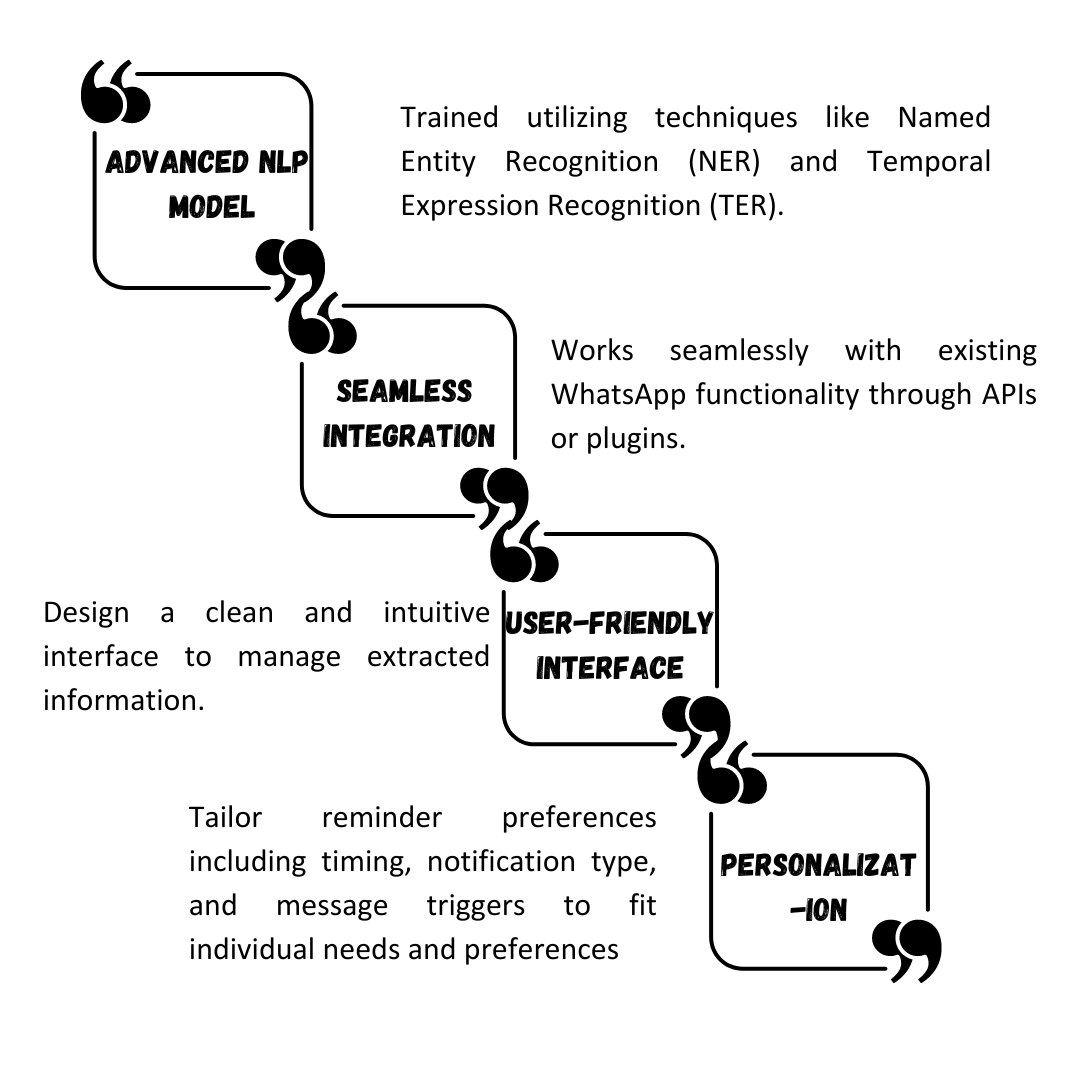 ADVANCED NLP
MODEL
Trained utilizing techniques like Named
Entity Recognition (NER) and Temporal
Expression Recognition (TER).
SEAMLESS
INTEGRATION
Works seamlessly with existing
WhatsApp functionality through APIs
or plugins.
Design a clean and intuitive
interface to manage extracted
information.
USER-FRIENDLY
INTERFACE
Tailor reminder preferences
including timing, notification type,
and message triggers to fit
individual needs and preferences
PERSONALIZAT
-ION